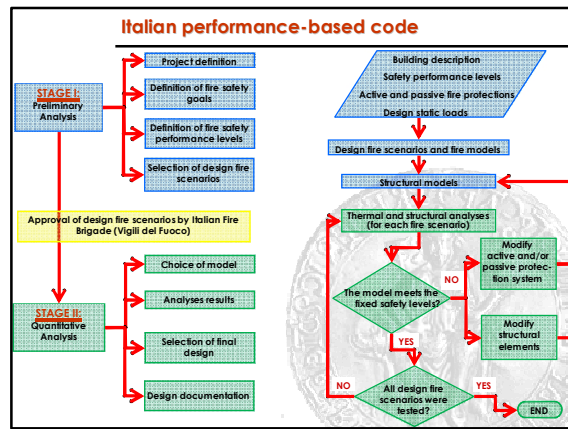 Italian performance-based code
STAGE I:
Preliminary
Analysis
Project definition
Definition of fire safety
goals
Definition of fire safety
performance levels
Selection of design fire
scenarios
Approval of design fire scenarios by Italian Fire
Brigade (Vigili del Fuoco)
STAGE II:
Quantitative
Analysis
Choice of model
Analyses results
Selection of final
design
Design documentation
Building description
Safety performance levels
Active and passive fire protections
Design static loads
Design fire scenarios and fire models
Structural models
Thermal and structural analyses
(for each fire scenario)
The model meets the
fixed safety levels?
NO
Modify
active and/or
passive protec-
tion system
Modify
structural
elements
YES
All design fire
scenarios were
tested?
NO
YES
END